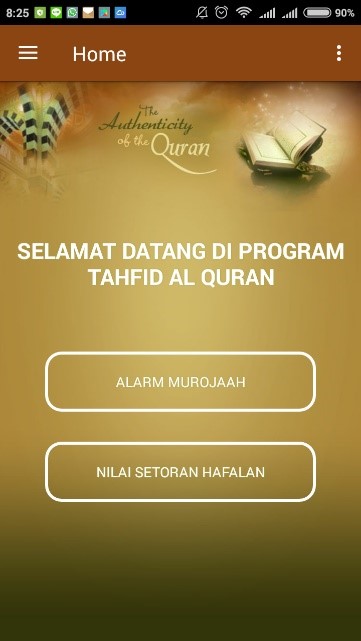 8:25
90%
Home
The
Authenticity
of the Quran
SELAMAT DATANG DI PROGRAM
TAHFID AL QURAN
ALARM MUROJAAH
NILAI SETORAN HAFALAN